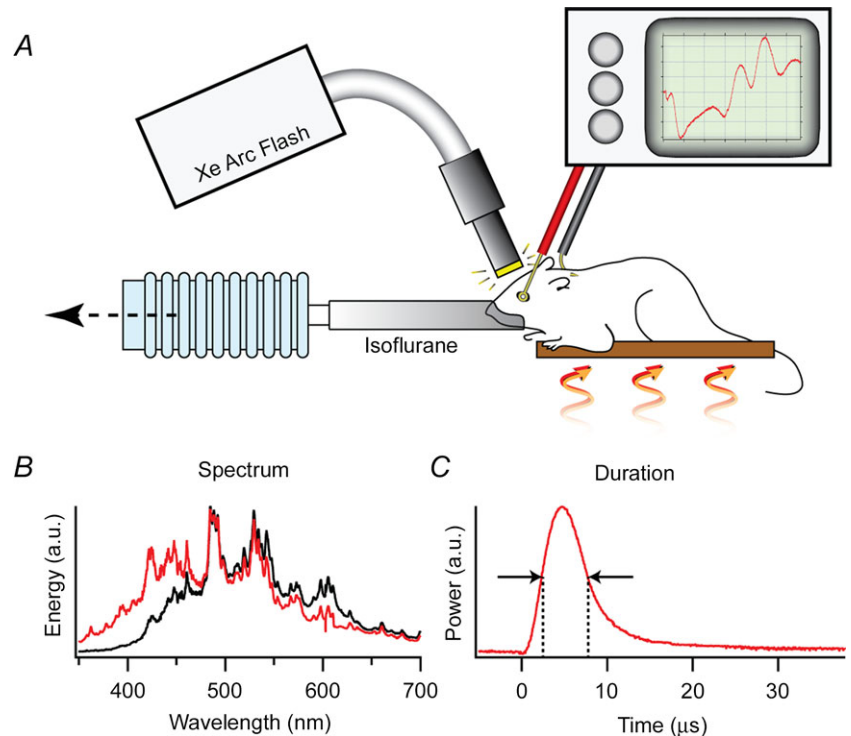 A
Xe Arc Flash
Isoflurane
B
Spectrum
Energy (a.u.)
400
500
600
700
Wavelength (nm)
C
Duration
Power (a.u.)
0
10
20
30
Time (μs)